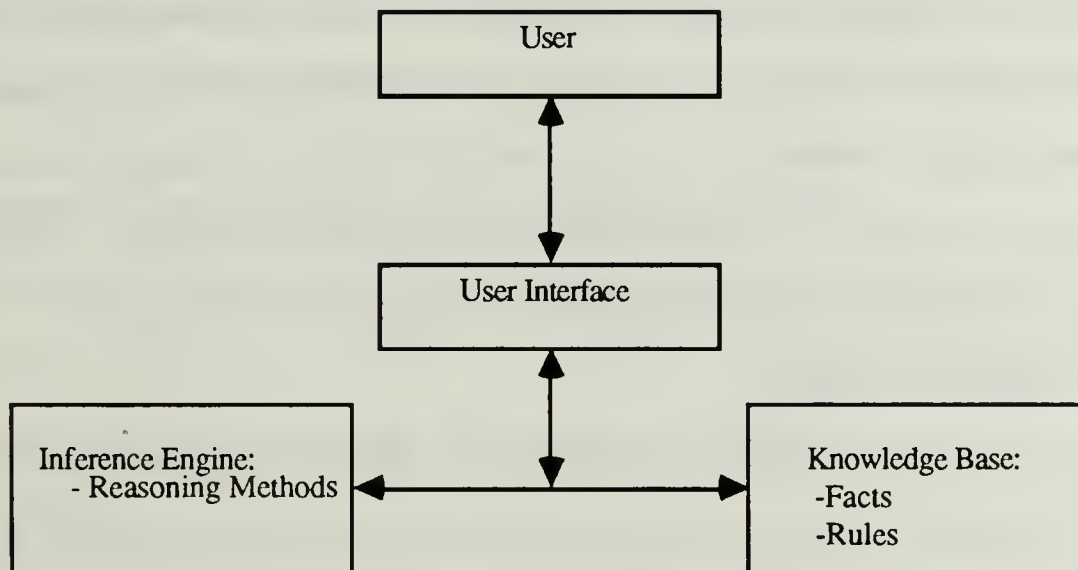 User
User Interface
Inference Engine:
- Reasoning Methods
Knowledge Base:
-Facts
-Rules